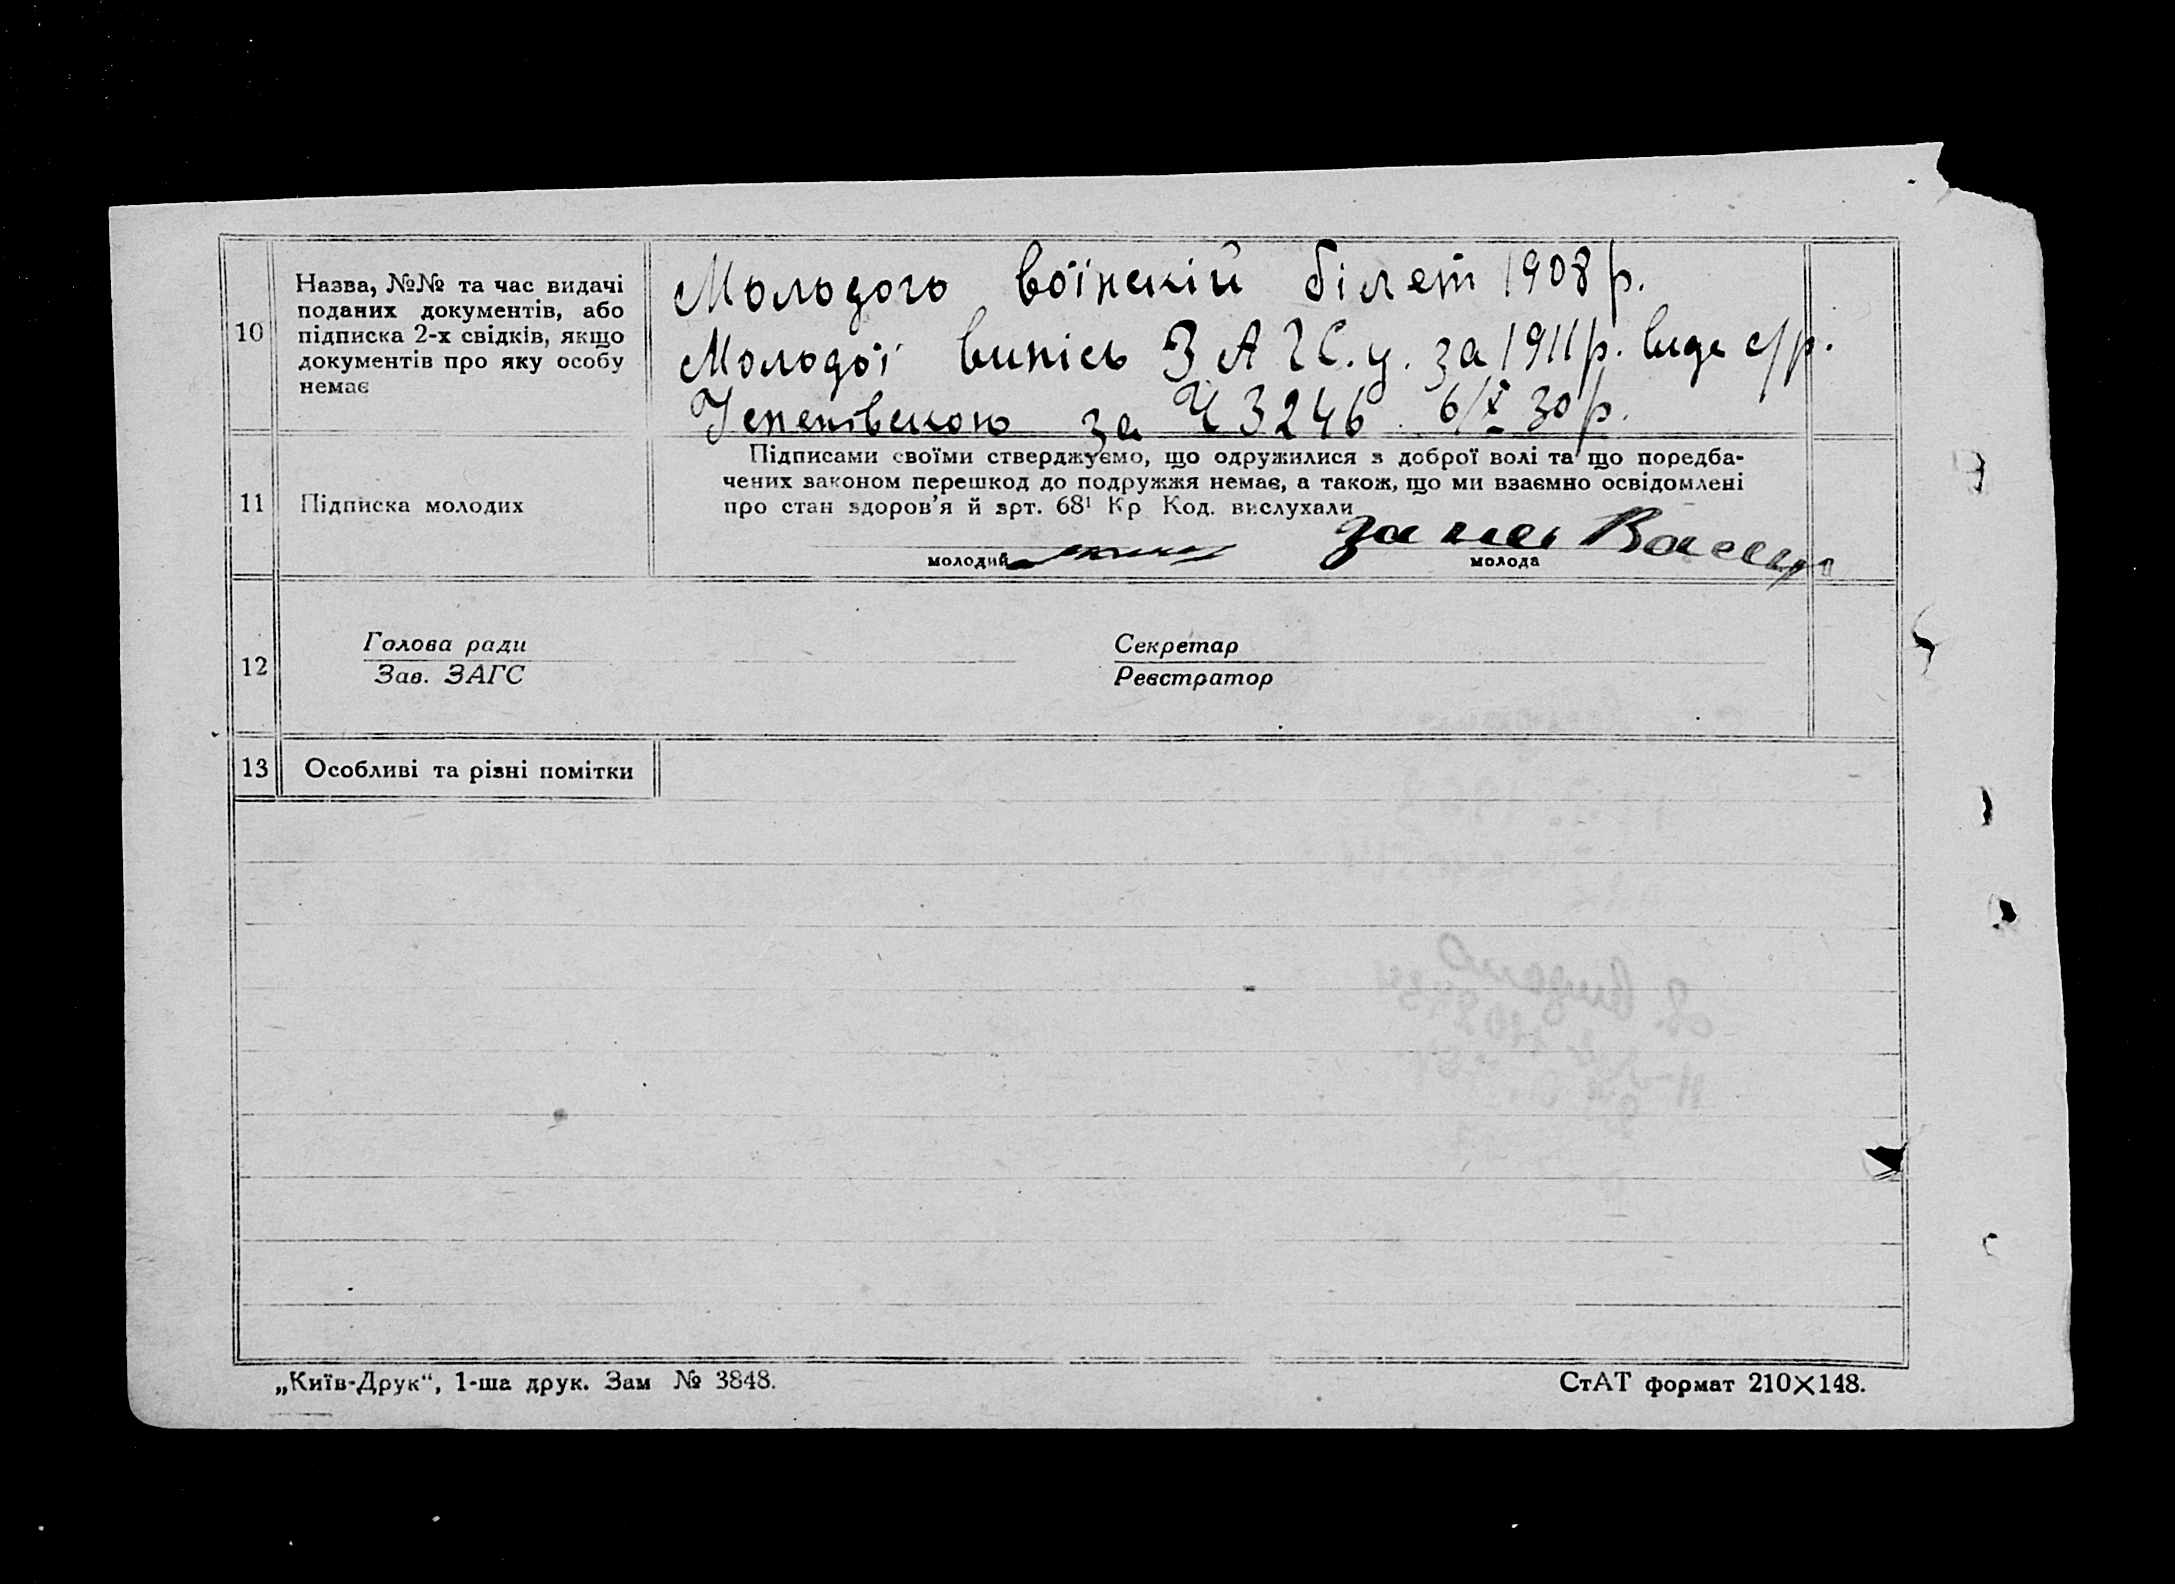 10
Назва, №№ та час видачі
поданих документів, або
підписка 2-х свідків, якщо
документів про яку особу
немає
Молодого воїнскій білет 1908 р.
Молодої випісь ЗАГС.у. за 1911 р. виде с/р.
за Ч 3246 6/X 30 р.
11
Підписка молодих
Підписами своїми стверджуємо, що одружилися з доброї волі та що поредба-
чених законом перешкод до подружжя немає, а також, що ми взаємно освідомлені
про стан здоров'я й арт. 68¹ Кр Код. вислухали
за
молодий
молода
12
Голова ради
Зав. ЗАГС
Секретар
Реєстратор
13
Особливі та різні помітки
„Київ-Друк“, 1-ша друк. Зам № 3848.
СтАТ формат 210×148.